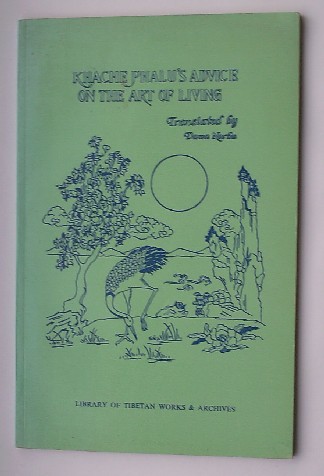 KHACHE PHALU'S ADVICE
ON THE ART OF LIVING
Translated by
Dawa Norbu
LIBRARY OF TIBETAN WORKS & ARCHIVES